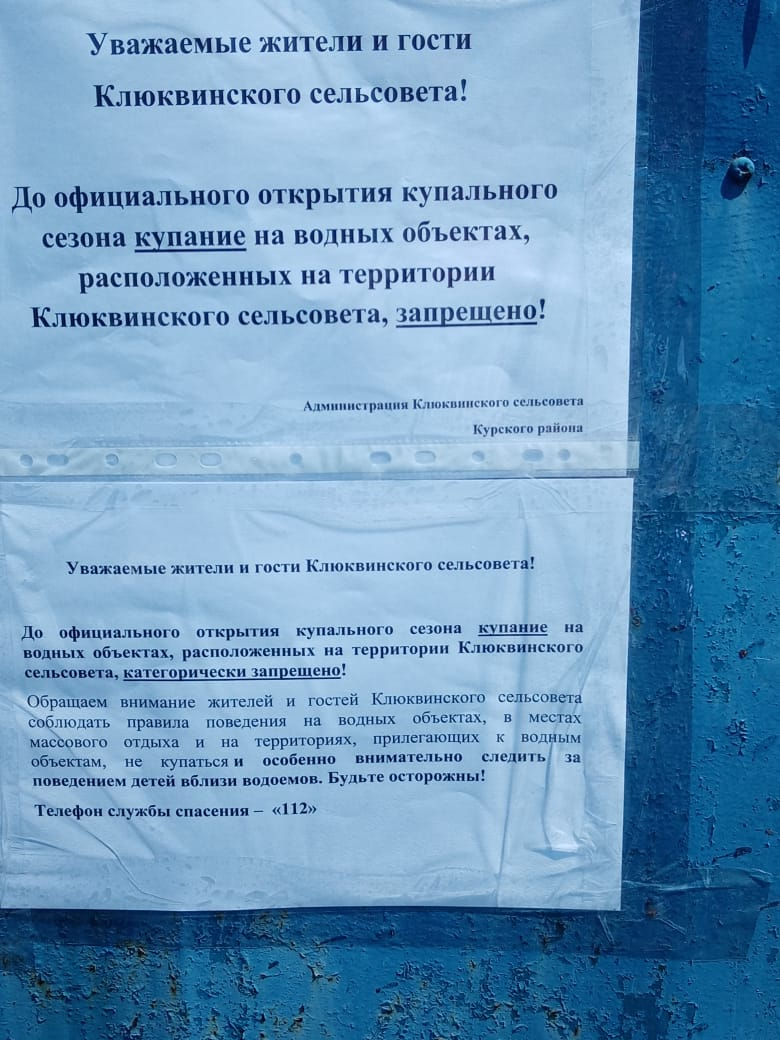 Уважаемые жители и гости
Клюквинского сельсовета!
До официального открытия купального
сезона купание на водных объектах,
расположенных на территории
Клюквинского сельсовета, запрещено!
Администрация Клюквинского сельсовета
Курского района
Уважаемые жители и гости Клюквинского сельсовета!
До официального открытия купального сезона купание на
водных объектах, расположенных на территории Клюквинского
сельсовета, категорически запрещено!
Обращаем внимание жителей и гостей Клюквинского сельсовета
соблюдать правила поведения на водных объектах, в местах
массового отдыха и на территориях, прилегающих к водным
объектам, не купаться и особенно внимательно следить за
поведением детей вблизи водоемов. Будьте осторожны!
Телефон службы спасения – «112»